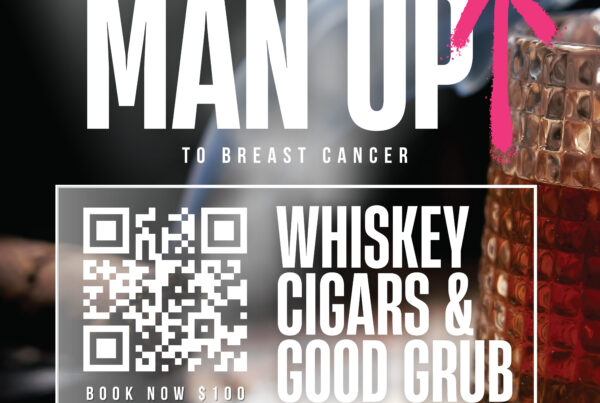 MAN UP
TO BREAST CANCER
WHISKEY
CIGARS &
GOOD GRUB
BOOK NOW $100